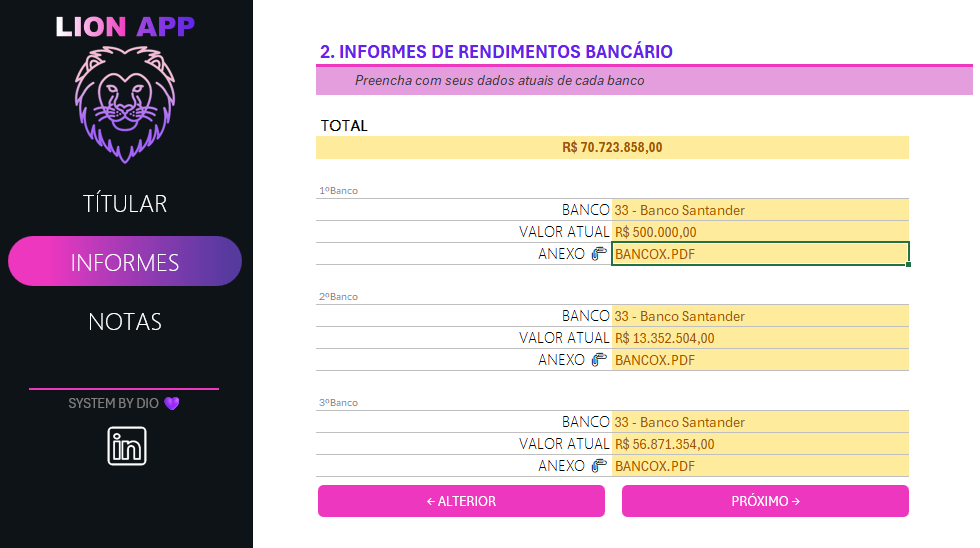 LION APP
TÍTULAR
INFORMES
NOTAS
SYSTEM BY DIO
in
2. INFORMES DE RENDIMENTOS BANCÁRIO
Preencha com seus dados atuais de cada banco
TOTAL
R$ 70.723.858,00
1ºBanco
BANCO 33 - Banco Santander
VALOR ATUAL R$ 500.000,00
ANEXO BANCOX.PDF
2ºBanco
BANCO 33 - Banco Santander
VALOR ATUAL R$ 13.352.504,00
ANEXO BANCOX.PDF
3ºBanco
BANCO 33 - Banco Santander
VALOR ATUAL R$ 56.871.354,00
ANEXO BANCOX.PDF
← ALTERIOR
PRÓXIMO →